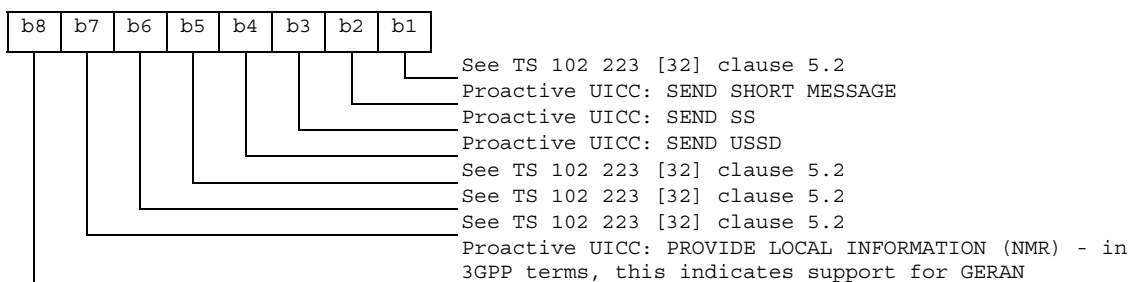 b8 b7 b6 b5 b4 b3 b2 b1
See TS 102 223 [32] clause 5.2
Proactive UICC: SEND SHORT MESSAGE
Proactive UICC: SEND SS
Proactive UICC: SEND USSD
See TS 102 223 [32] clause 5.2
See TS 102 223 [32] clause 5.2
See TS 102 223 [32] clause 5.2
Proactive UICC: PROVIDE LOCAL INFORMATION (NMR) - in
3GPP terms, this indicates support for GERAN